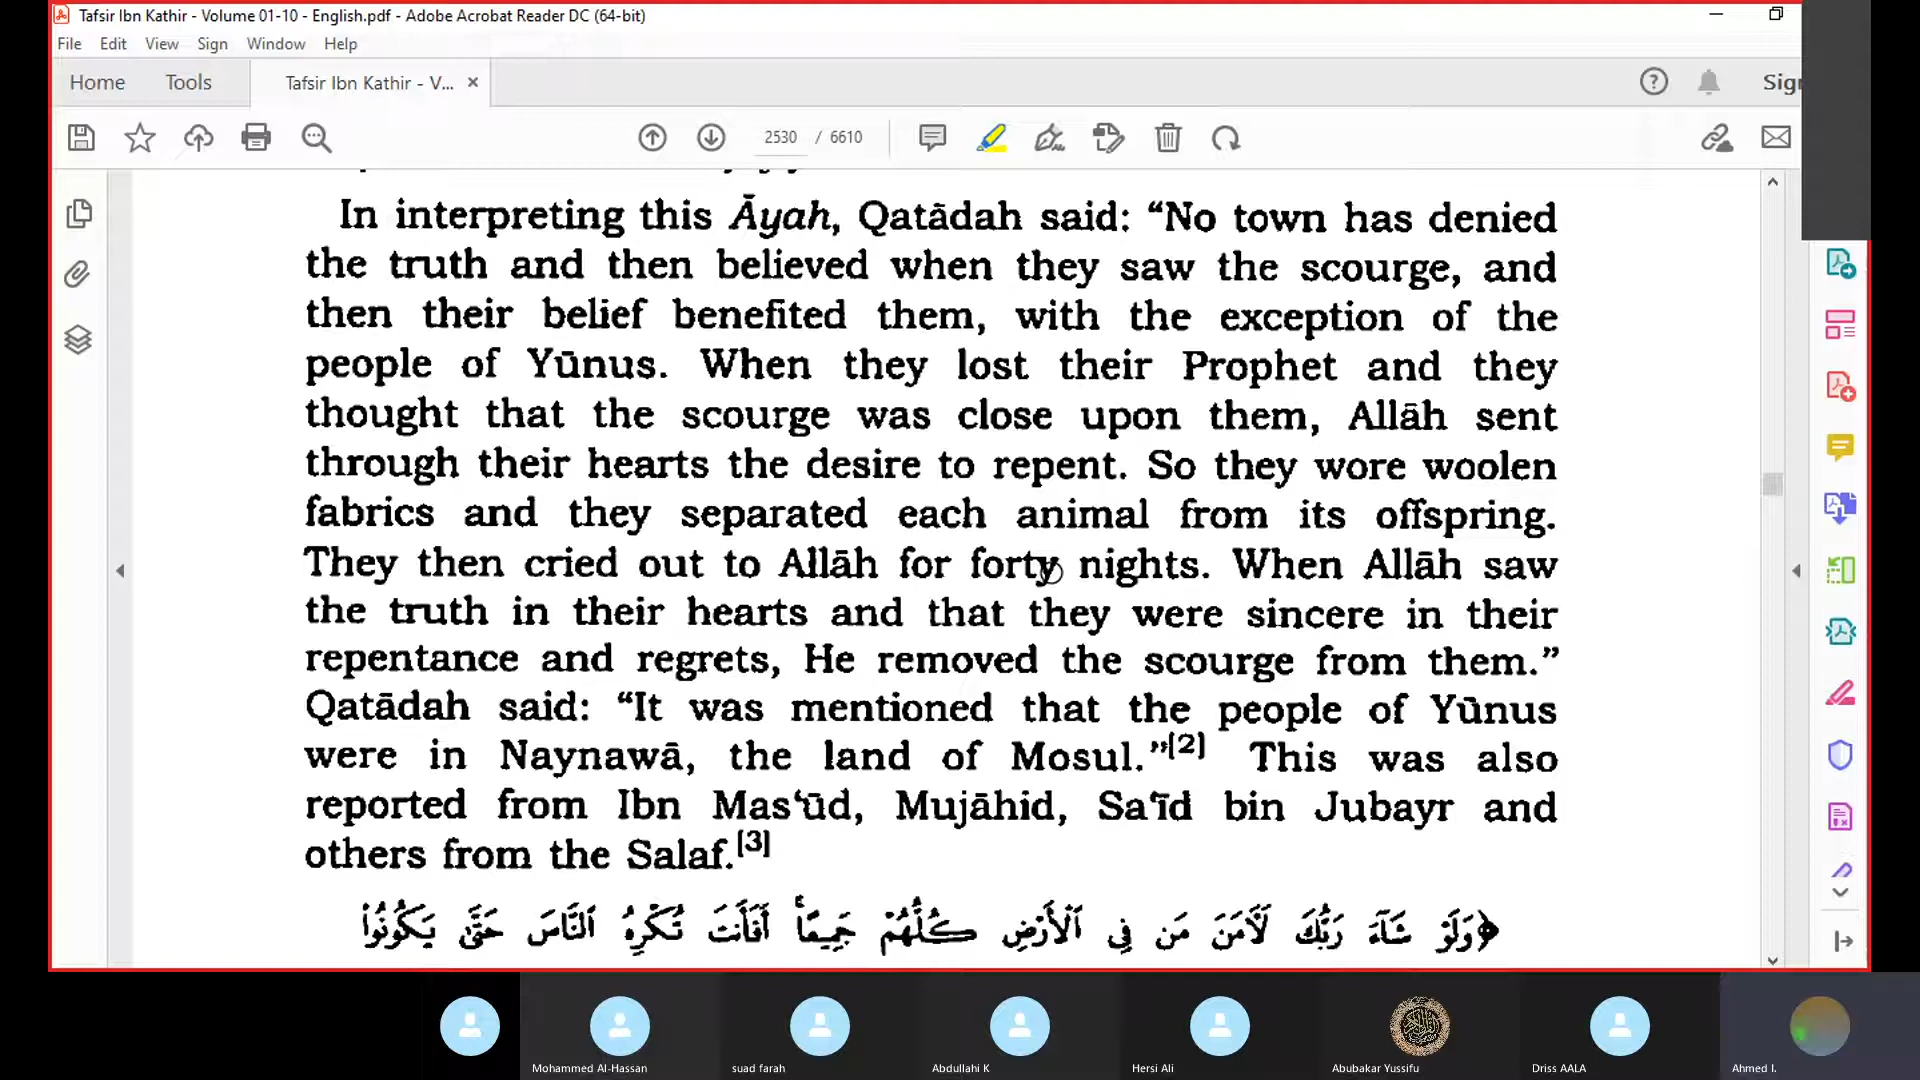 Tafsir Ibn Kathir - Volume 01-10 - English.pdf - Adobe Acrobat Reader DC (64-bit)
File Edit View Sign Window Help
Home Tools Tafsir Ibn Kathir - V... × Sign
2530 / 6610
In interpreting this Āyah, Qatādah said: “No town has denied
the truth and then believed when they saw the scourge, and
then their belief benefited them, with the exception of the
people of Yūnus. When they lost their Prophet and they
thought that the scourge was close upon them, Allāh sent
through their hearts the desire to repent. So they wore woolen
fabrics and they separated each animal from its offspring.
They then cried out to Allāh for forty nights. When Allāh saw
the truth in their hearts and that they were sincere in their
repentance and regrets, He removed the scourge from them.”
Qatādah said: “It was mentioned that the people of Yūnus
were in Naynawā, the land of Mosul.”[2] This was also
reported from Ibn Mas‘ūd, Mujāhid, Sa‘īd bin Jubayr and
others from the Salaf.[3]
﴿وَلَوْ شَآءَ رَبُّكَ لَآمَنَ مَن فِي ٱلْأَرْضِ كُلُّهُمْ جَمِيعًا أَفَأَنتَ تُكْرِهُ ٱلنَّاسَ حَتَّىٰ يَكُونُوا۟
Mohammed Al-Hassan suad farah Abdullahi K Hersi Ali Abubakar Yussifu Driss AALA Ahmed I.